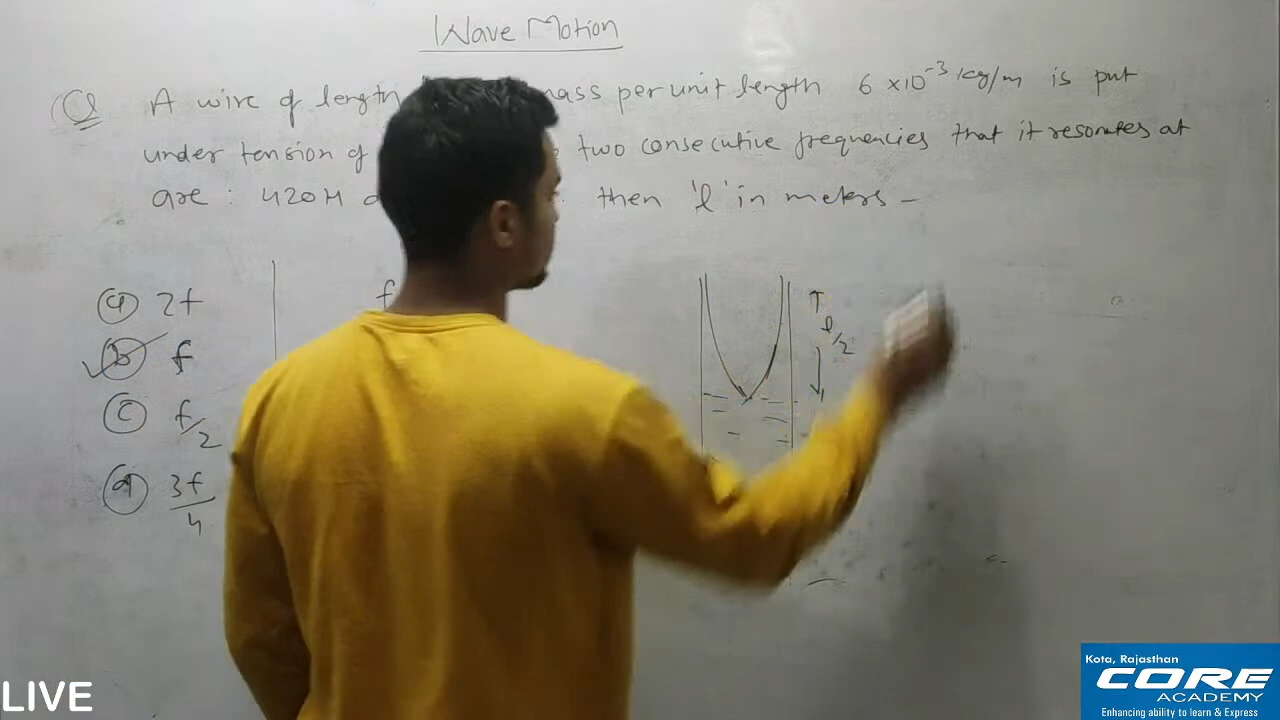 Wave Motion
Q A wire of length mass per unit length 6 × 10⁻³ kg/m is put
under tension of two consecutive frequencies that it resonates at
are : 420H then 'l' in meters –
(a) 2f
(b) f
(c) f/2
(d) 3f/4
f
l/2
LIVE
Kota, Rajasthan
CORE
ACADEMY
Enhancing ability to learn & Express